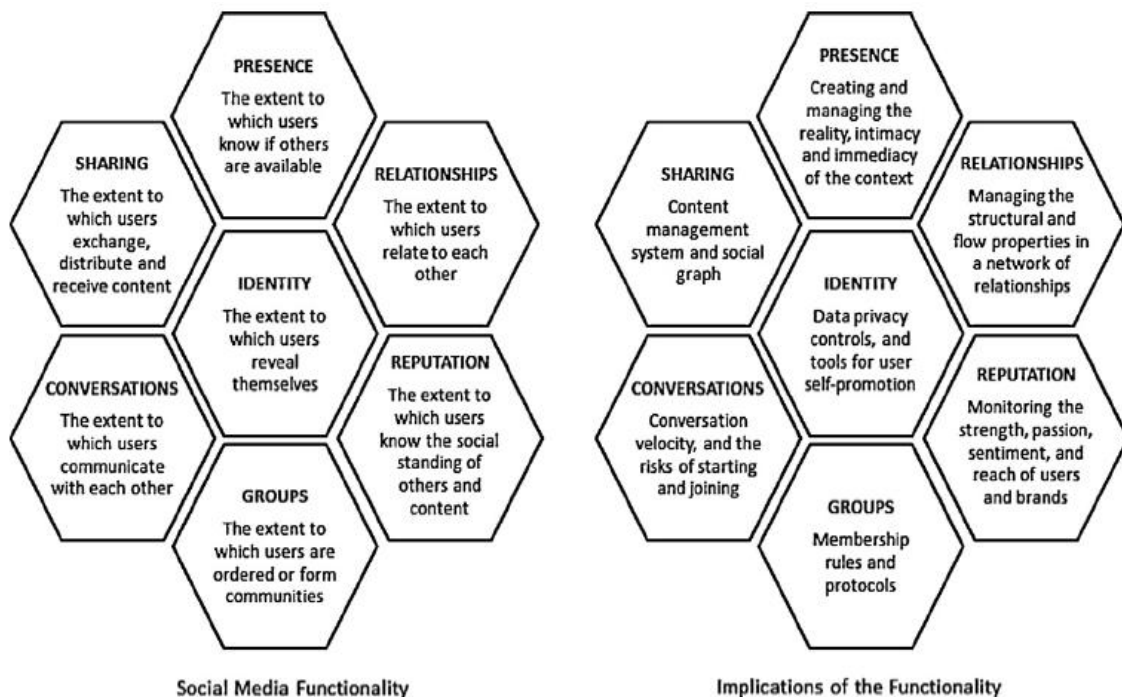 PRESENCE
The extent to
which users
know if others
are available
SHARING
The extent to
which users
exchange,
distribute and
receive content
RELATIONSHIPS
The extent to
which users
relate to each
other
IDENTITY
The extent to
which users
reveal
themselves
CONVERSATIONS
The extent to
which users
communicate
with each other
REPUTATION
The extent to
which users
know the social
standing of
others and
content
GROUPS
The extent to
which users are
ordered or form
communities
Social Media Functionality
PRESENCE
Creating and
managing the
reality, intimacy
and immediacy
of the context
SHARING
Content
management
system and social
graph
RELATIONSHIPS
Managing the
structural and
flow properties in
a network of
relationships
IDENTITY
Data privacy
controls, and
tools for user
self-promotion
CONVERSATIONS
Conversation
velocity, and the
risks of starting
and joining
REPUTATION
Monitoring the
strength, passion,
sentiment, and
reach of users
and brands
GROUPS
Membership
rules and
protocols
Implications of the Functionality